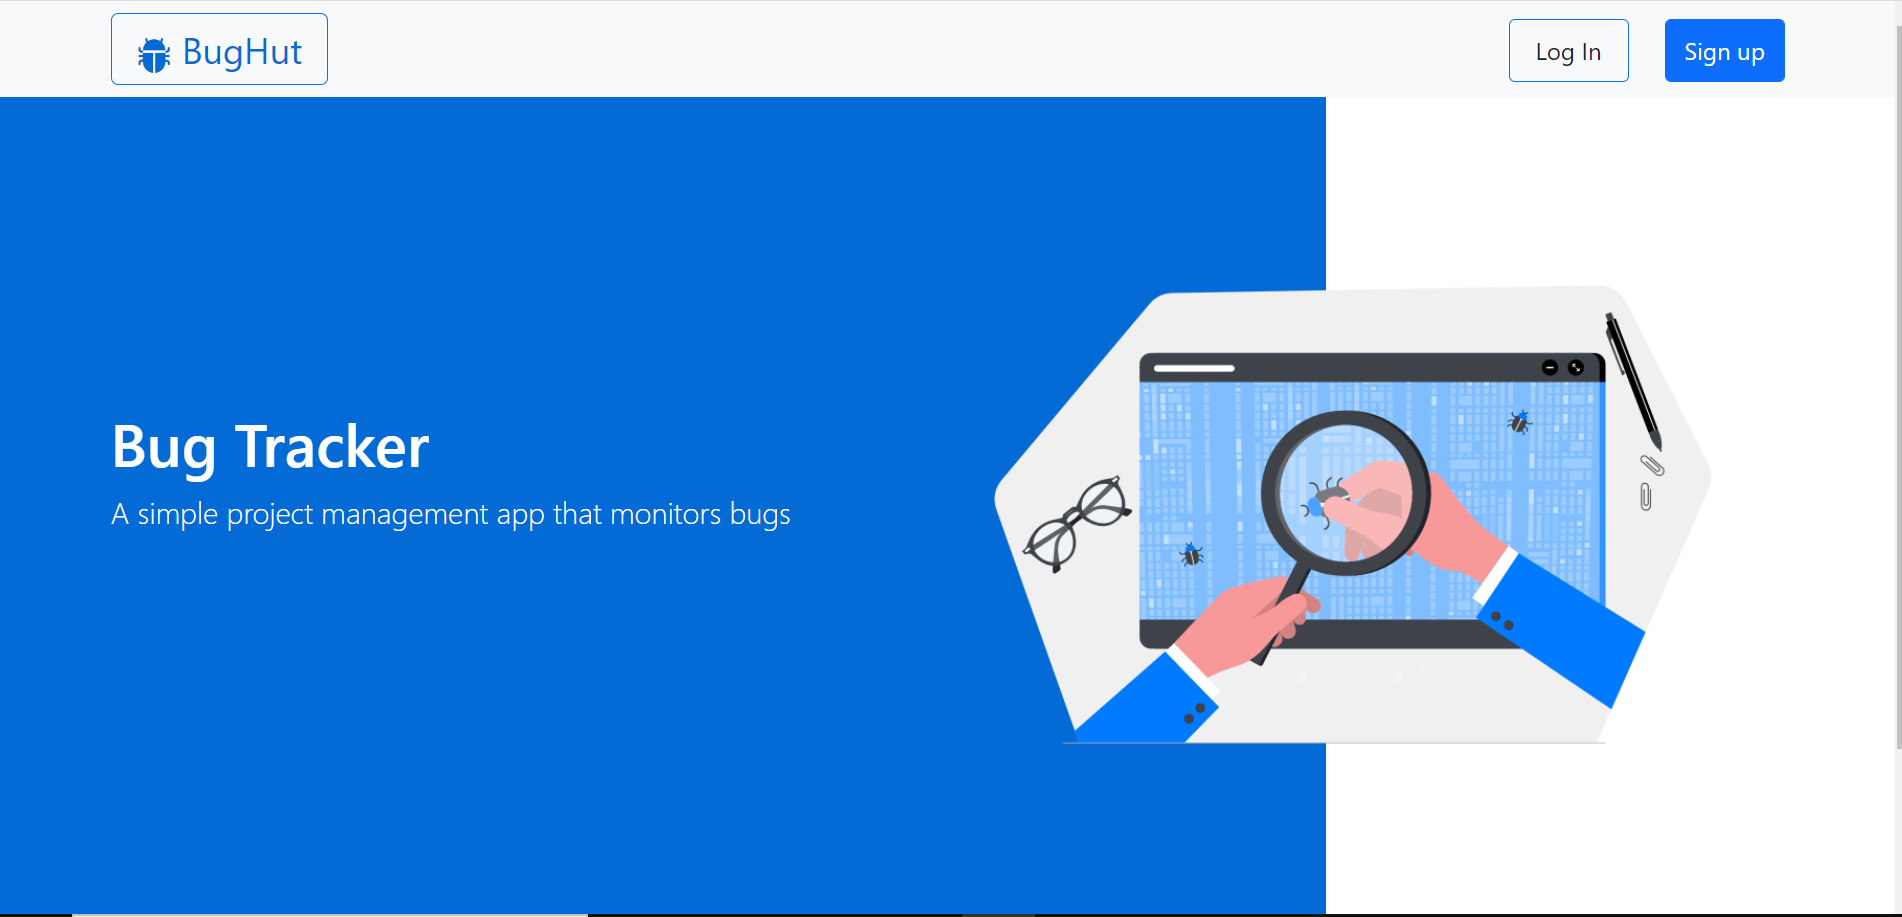 BugHut
Log In
Sign up
Bug Tracker
A simple project management app that monitors bugs